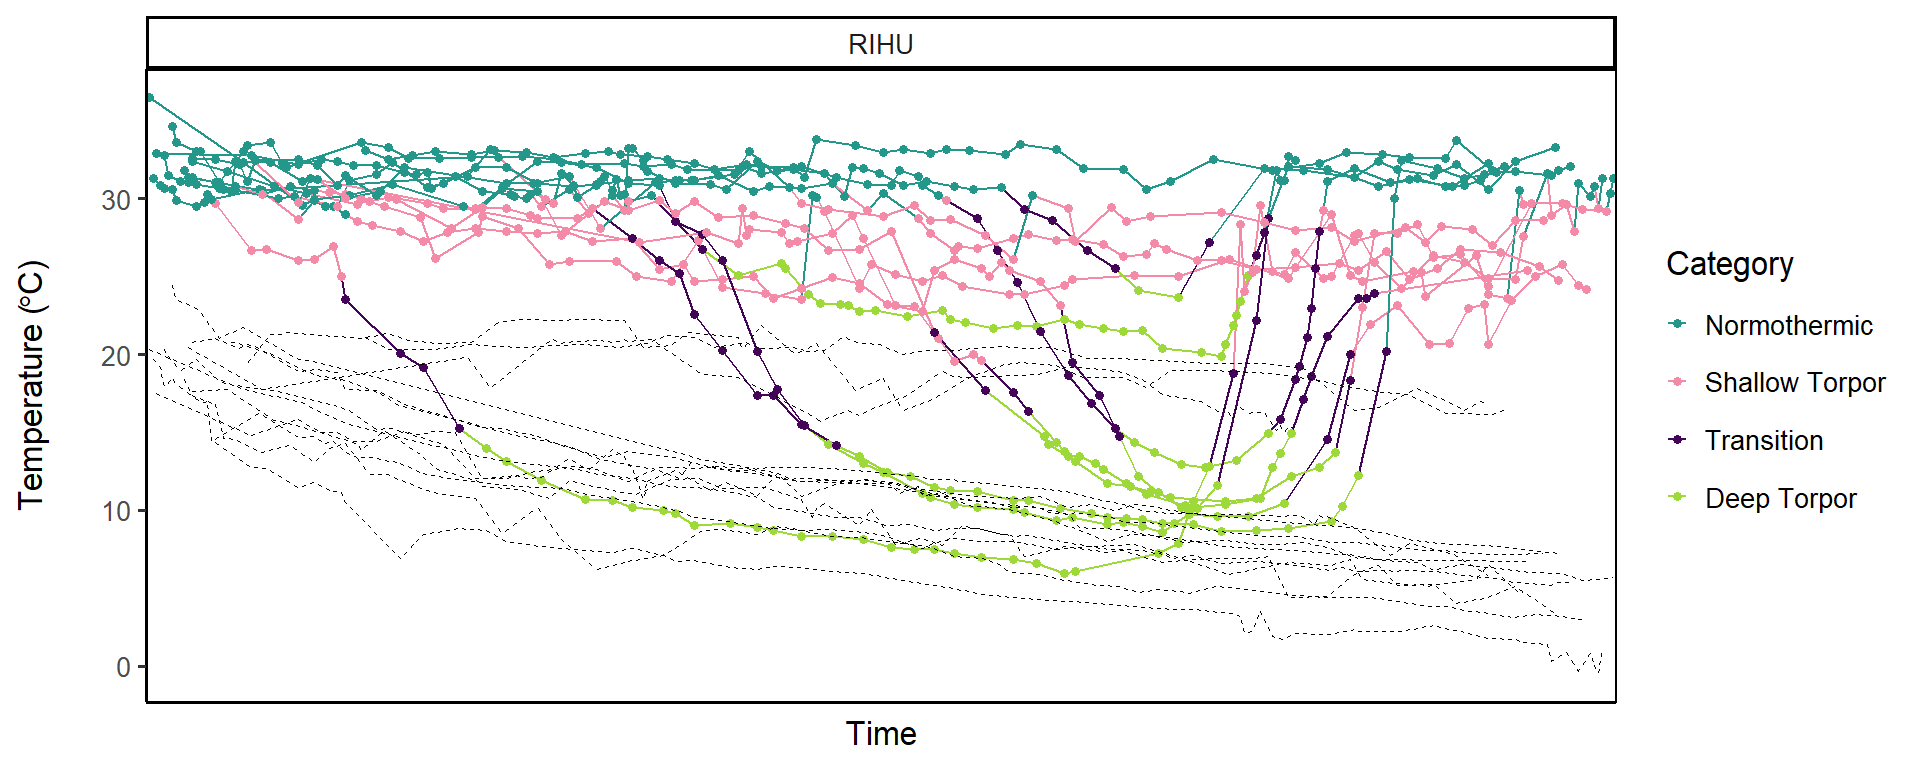 RIHU
Temperature (°C)
30
20
10
0
Time
Category
Normothermic
Shallow Torpor
Transition
Deep Torpor